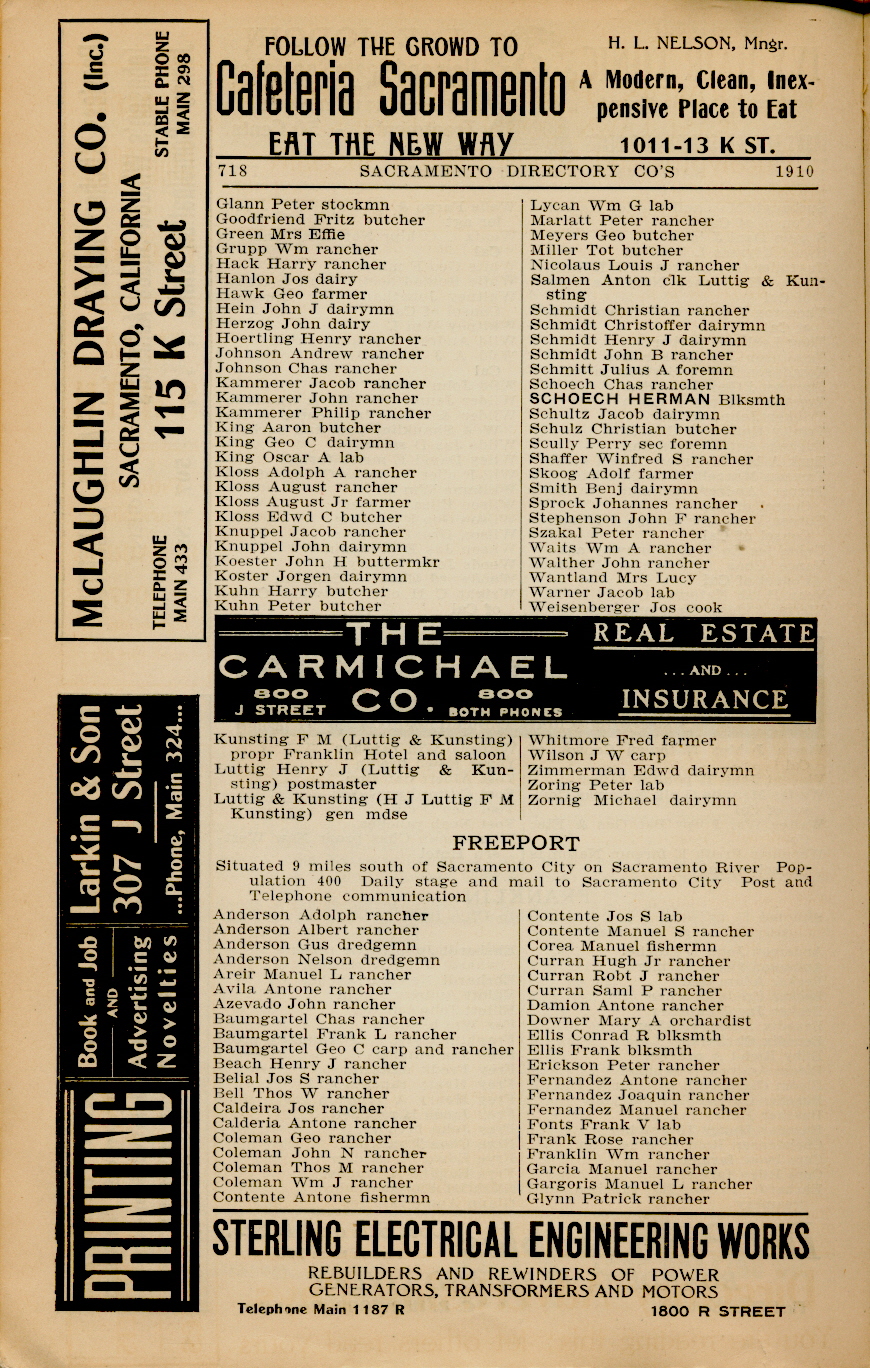 McLAUGHLIN DRAYING CO. (Inc.)
SACRAMENTO, CALIFORNIA
TELEPHONE
MAIN 433
115 K Street
STABLE PHONE
MAIN 298
FOLLOW THE GROWD TO
Cafeteria Sacramento
EAT THE NEW WAY
H. L. NELSON, Mngr.
A Modern, Clean, Inex-
pensive Place to Eat
1011-13 K ST.
718 SACRAMENTO DIRECTORY CO'S 1910
Glann Peter stockmn
Goodfriend Fritz butcher
Green Mrs Effie
Grupp Wm rancher
Hack Harry rancher
Hanlon Jos dairy
Hawk Geo farmer
Hein John J dairymn
Herzog John dairy
Hoertling Henry rancher
Johnson Andrew rancher
Johnson Chas rancher
Kammerer Jacob rancher
Kammerer John rancher
Kammerer Philip rancher
King Aaron butcher
King Geo C dairymn
King Oscar A lab
Kloss Adolph A rancher
Kloss August rancher
Kloss August Jr farmer
Kloss Edwd C butcher
Knuppel Jacob rancher
Knuppel John dairymn
Koester John H buttermkr
Koster Jorgen dairymn
Kuhn Harry butcher
Kuhn Peter butcher
Lycan Wm G lab
Marlatt Peter rancher
Meyers Geo butcher
Miller Tot butcher
Nicolaus Louis J rancher
Salmen Anton clk Luttig & Kun-
sting
Schmidt Christian rancher
Schmidt Christoffer dairymn
Schmidt Henry J dairymn
Schmidt John B rancher
Schmitt Julius A foremn
Schoech Chas rancher
SCHOECH HERMAN Blksmth
Schultz Jacob dairymn
Schulz Christian butcher
Scully Perry sec foremn
Shaffer Winfred S rancher
Skoog Adolf farmer
Smith Benj dairymn
Sprock Johannes rancher
Stephenson John F rancher
Szakal Peter rancher
Waits Wm A rancher
Walther John rancher
Wantland Mrs Lucy
Warner Jacob lab
Weisenberger Jos cook
THE
CARMICHAEL
CO.
800
J STREET
800
BOTH PHONES
REAL ESTATE
...AND...
INSURANCE
Kunsting F M (Luttig & Kunsting)
propr Franklin Hotel and saloon
Luttig Henry J (Luttig & Kun-
sting) postmaster
Luttig & Kunsting (H J Luttig F M
Kunsting) gen mdse
Whitmore Fred farmer
Wilson J W carp
Zimmerman Edwd dairymn
Zoring Peter lab
Zornig Michael dairymn
FREEPORT
Situated 9 miles south of Sacramento City on Sacramento River Pop-
ulation 400 Daily stage and mail to Sacramento City Post and
Telephone communication
Anderson Adolph rancher
Anderson Albert rancher
Anderson Gus dredgemn
Anderson Nelson dredgemn
Areir Manuel L rancher
Avila Antone rancher
Azevado John rancher
Baumgartel Chas rancher
Baumgartel Frank L rancher
Baumgartel Geo C carp and rancher
Beach Henry J rancher
Belial Jos S rancher
Bell Thos W rancher
Caldeira Jos rancher
Calderia Antone rancher
Coleman Geo rancher
Coleman John N rancher
Coleman Thos M rancher
Coleman Wm J rancher
Contente Antone fishermn
Contente Jos S lab
Contente Manuel S rancher
Corea Manuel fishermn
Curran Hugh Jr rancher
Curran Robt J rancher
Curran Saml P rancher
Damion Antone rancher
Downer Mary A orchardist
Ellis Conrad R blksmth
Ellis Frank blksmth
Erickson Peter rancher
Fernandez Antone rancher
Fernandez Joaquin rancher
Fernandez Manuel rancher
Fonts Frank V lab
Frank Rose rancher
Franklin Wm rancher
Garcia Manuel rancher
Gargoris Manuel L rancher
Glynn Patrick rancher
PRINTING
Book and Job
AND
Advertising
Novelties
Larkin & Son
307 J Street
...Phone, Main 324...
STERLING ELECTRICAL ENGINEERING WORKS
REBUILDERS AND REWINDERS OF POWER
GENERATORS, TRANSFORMERS AND MOTORS
Telephone Main 1187 R 1800 R STREET